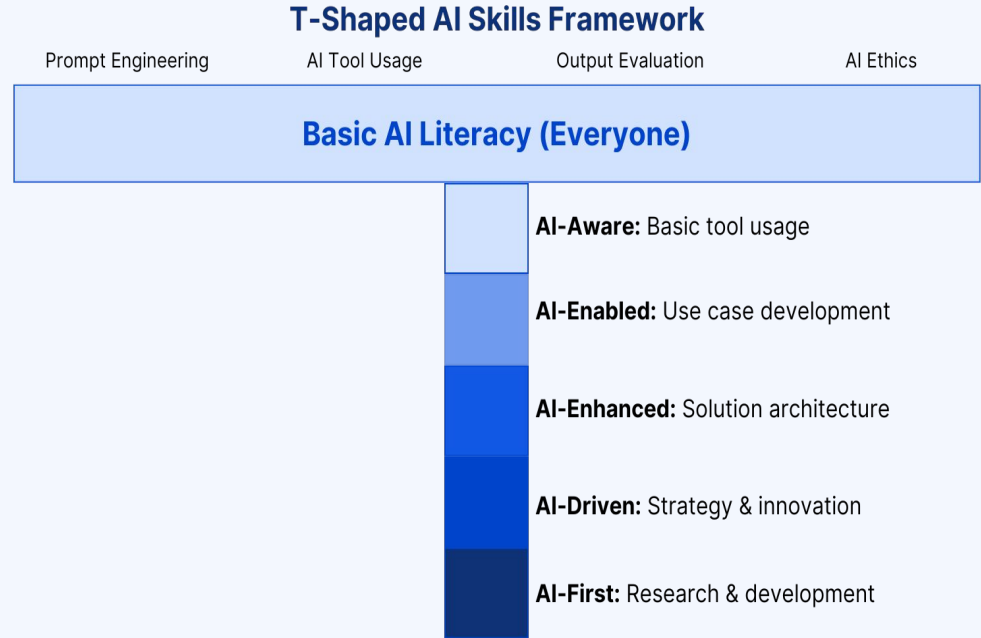 T-Shaped AI Skills Framework
Prompt Engineering AI Tool Usage Output Evaluation AI Ethics
Basic AI Literacy (Everyone)
AI-Aware: Basic tool usage
AI-Enabled: Use case development
AI-Enhanced: Solution architecture
AI-Driven: Strategy & innovation
AI-First: Research & development